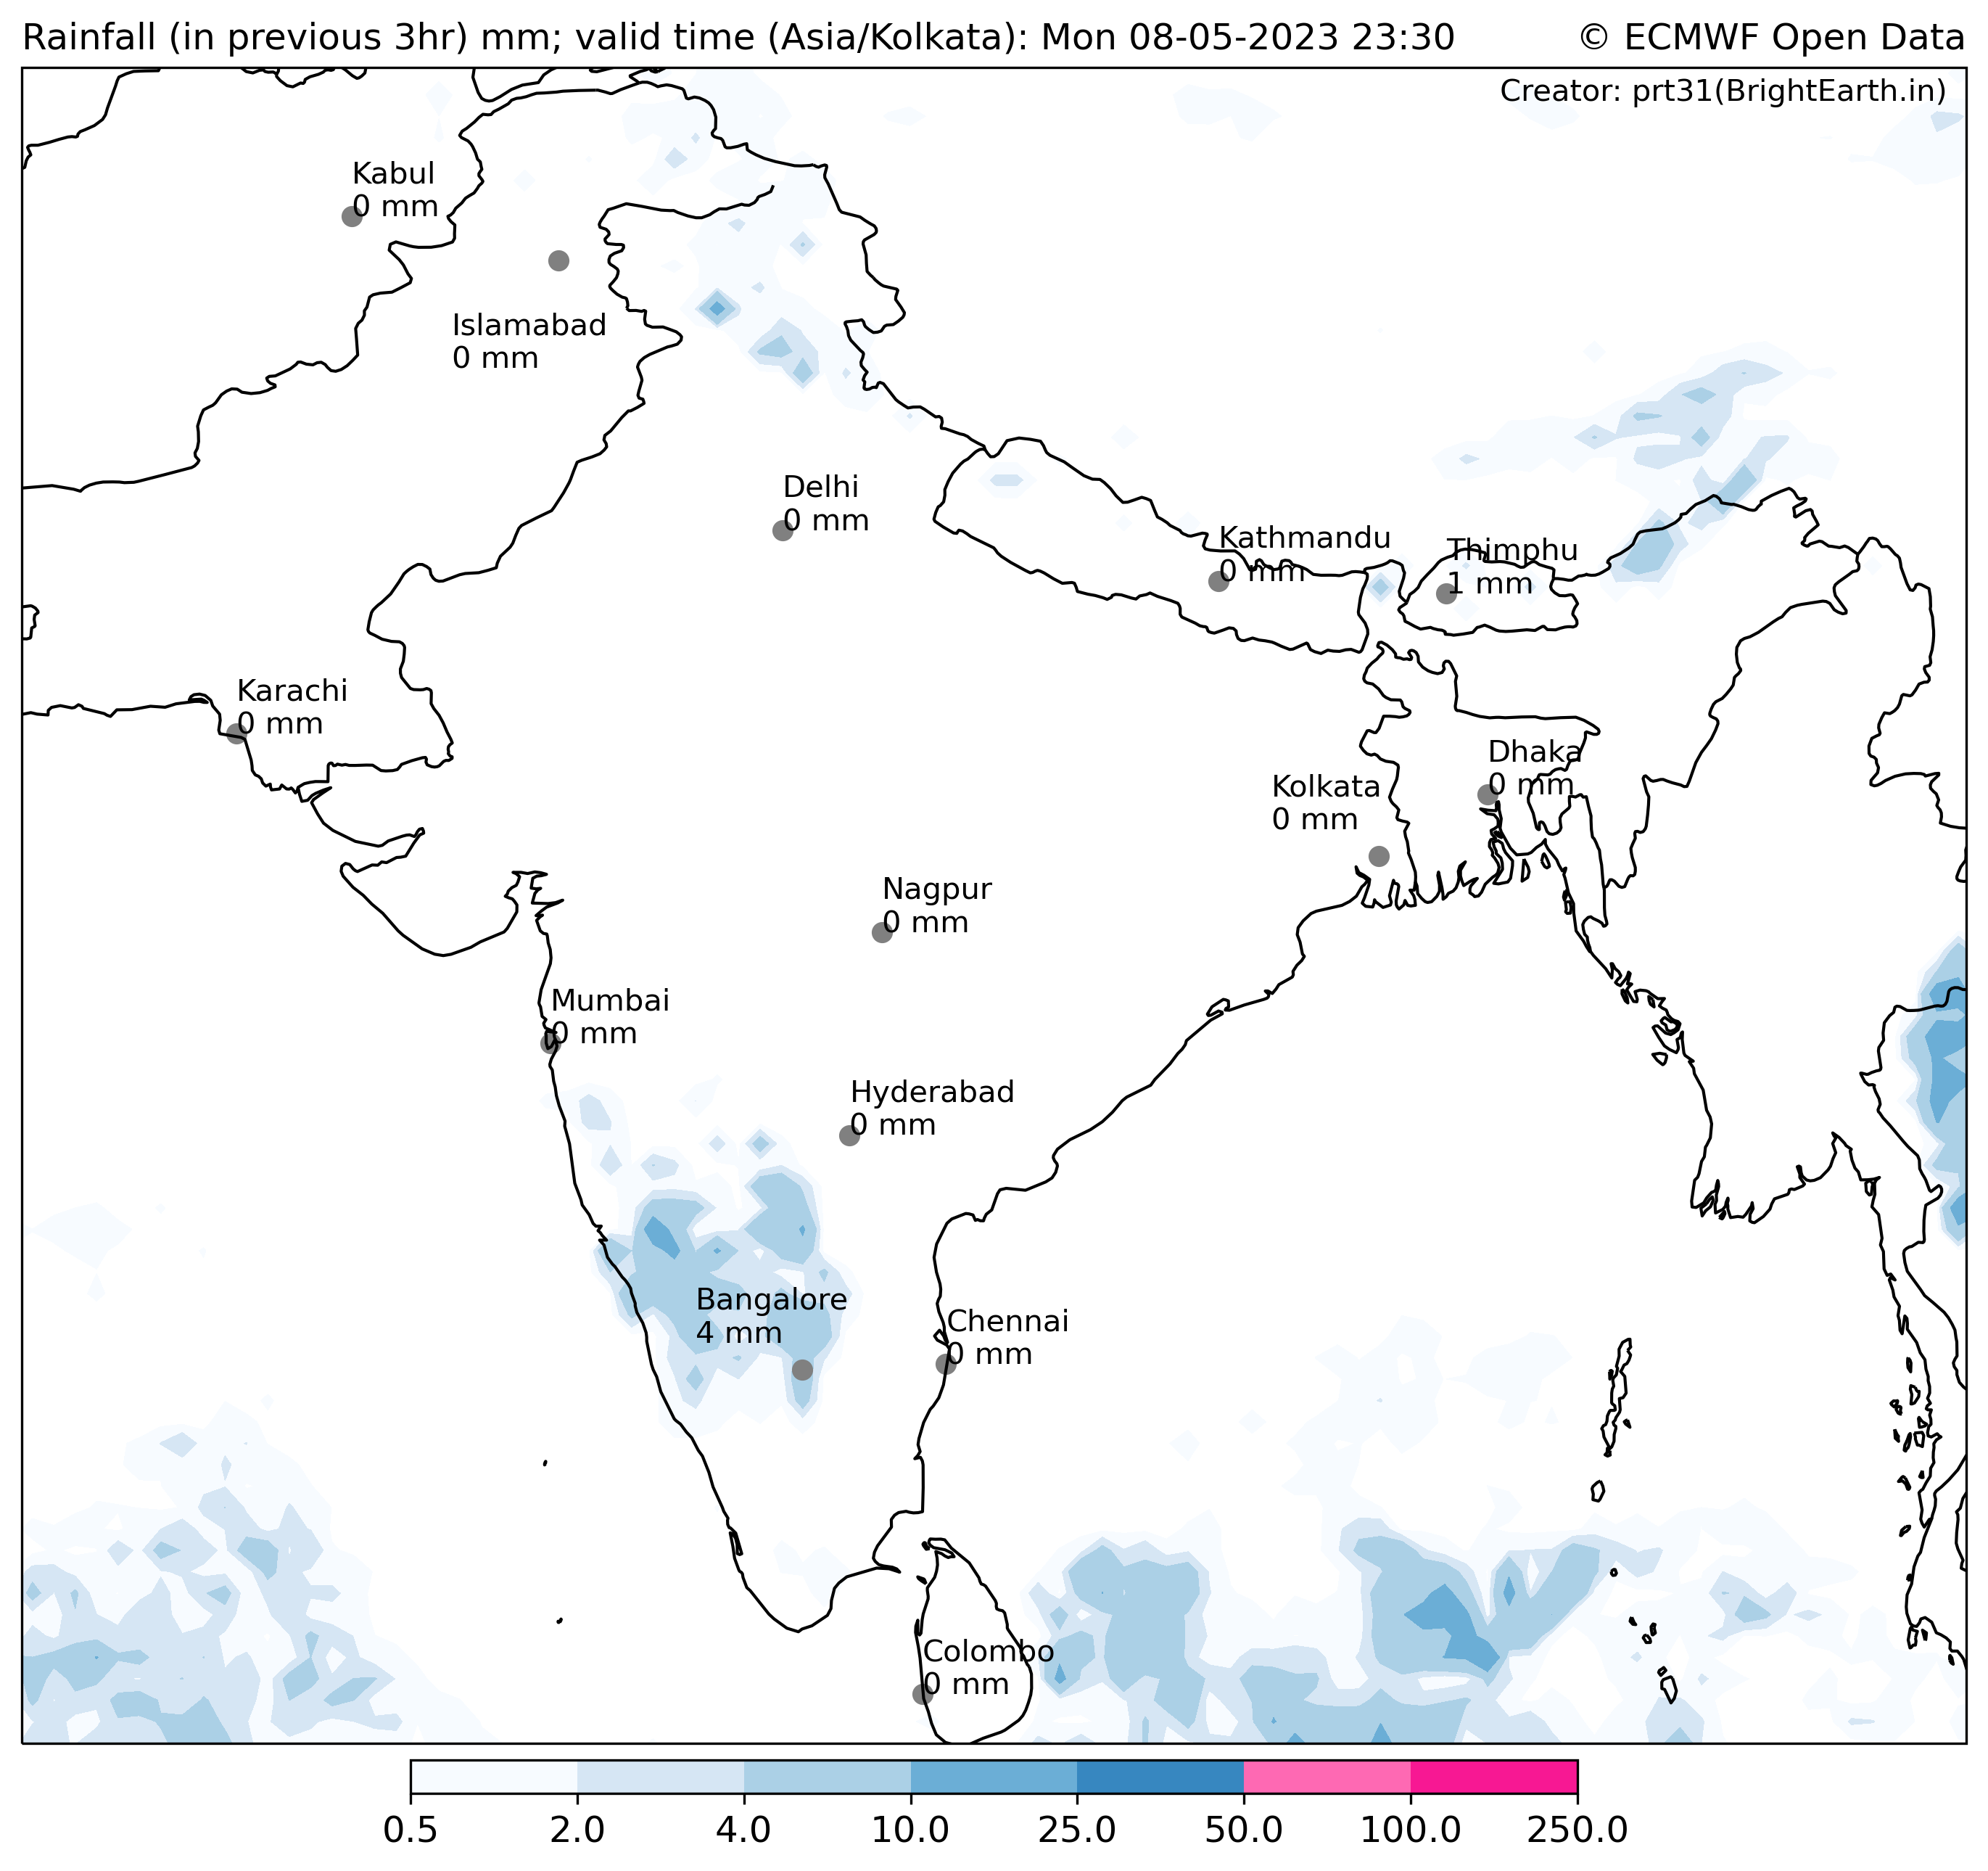 Rainfall (in previous 3hr) mm; valid time (Asia/Kolkata): Mon 08-05-2023 23:30
© ECMWF Open Data
Creator: prt31(BrightEarth.in)
Kabul
0 mm
Islamabad
0 mm
Delhi
0 mm
Kathmandu
0 mm
Thimphu
1 mm
Karachi
0 mm
Dhaka
0 mm
Kolkata
0 mm
Nagpur
0 mm
Mumbai
0 mm
Hyderabad
0 mm
Bangalore
4 mm
Chennai
0 mm
Colombo
0 mm
0.5 2.0 4.0 10.0 25.0 50.0 100.0 250.0